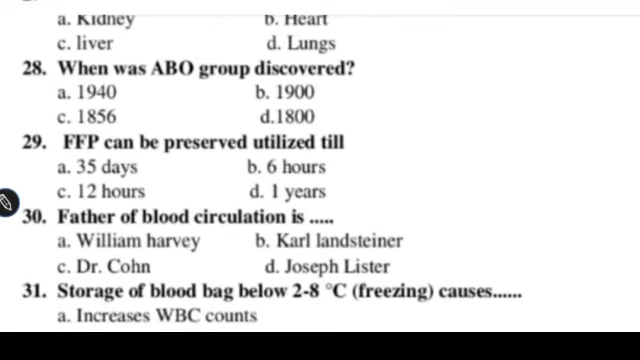 a. Kidney b. Heart
c. liver d. Lungs
28. When was ABO group discovered?
a. 1940 b. 1900
c. 1856 d.1800
29. FFP can be preserved utilized till
a. 35 days b. 6 hours
c. 12 hours d. 1 years
30. Father of blood circulation is .....
a. William harvey b. Karl landsteiner
c. Dr. Cohn d. Joseph Lister
31. Storage of blood bag below 2-8 °C (freezing) causes......
a. Increases WBC counts